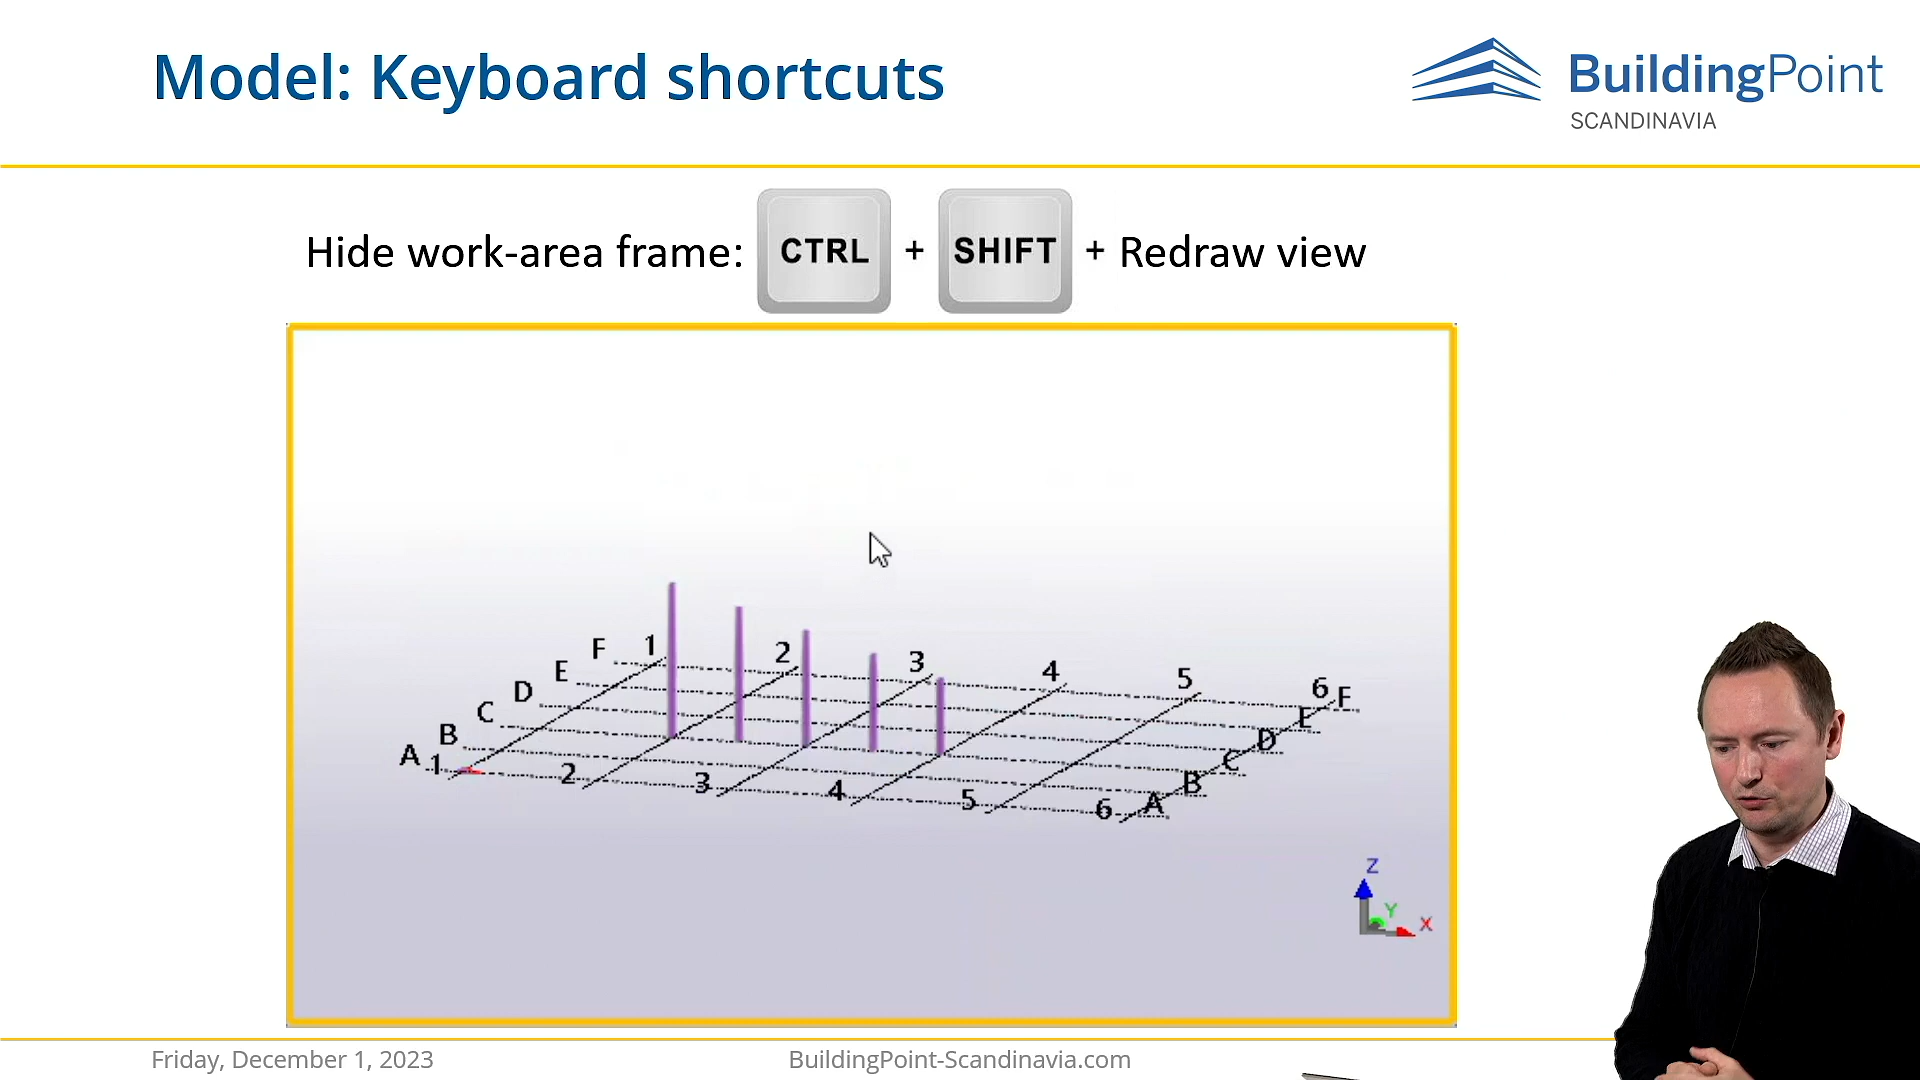 Model: Keyboard shortcuts
BuildingPoint
SCANDINAVIA
Hide work-area frame: CTRL + SHIFT + Redraw view
F 1 2 3 4 5 6 F
E E
D D
C C
B B
A 1 2 3 4 5 6 A
Z
Y X
Friday, December 1, 2023
BuildingPoint-Scandinavia.com